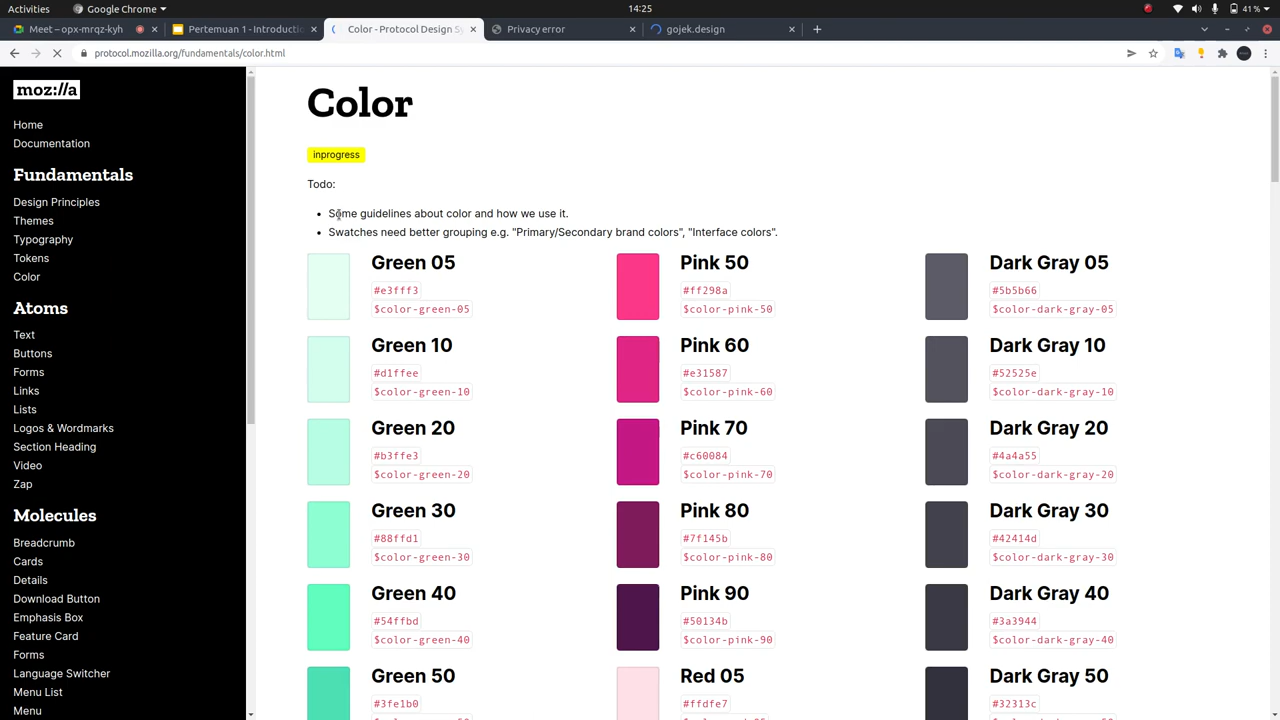 Activities
Google Chrome
14:25
41 %
Meet – opx-mrqz-kyh
Pertemuan 1 - Introductio
Color - Protocol Design Sy
Privacy error
gojek.design
protocol.mozilla.org/fundamentals/color.html
moz://a
Home
Documentation
Fundamentals
Design Principles
Themes
Typography
Tokens
Color
Atoms
Text
Buttons
Forms
Links
Lists
Logos & Wordmarks
Section Heading
Video
Zap
Molecules
Breadcrumb
Cards
Details
Download Button
Emphasis Box
Feature Card
Forms
Language Switcher
Menu List
Menu
Color
inprogress
Todo:
• Some guidelines about color and how we use it.
• Swatches need better grouping e.g. "Primary/Secondary brand colors", "Interface colors".
Green 05
#e3fff3
$color-green-05
Pink 50
#ff298a
$color-pink-50
Dark Gray 05
#5b5b66
$color-dark-gray-05
Green 10
#d1ffee
$color-green-10
Pink 60
#e31587
$color-pink-60
Dark Gray 10
#52525e
$color-dark-gray-10
Green 20
#b3ffe3
$color-green-20
Pink 70
#c60084
$color-pink-70
Dark Gray 20
#4a4a55
$color-dark-gray-20
Green 30
#88ffd1
$color-green-30
Pink 80
#7f145b
$color-pink-80
Dark Gray 30
#42414d
$color-dark-gray-30
Green 40
#54ffbd
$color-green-40
Pink 90
#50134b
$color-pink-90
Dark Gray 40
#3a3944
$color-dark-gray-40
Green 50
#3fe1b0
Red 05
#ffdfe7
Dark Gray 50
#32313c